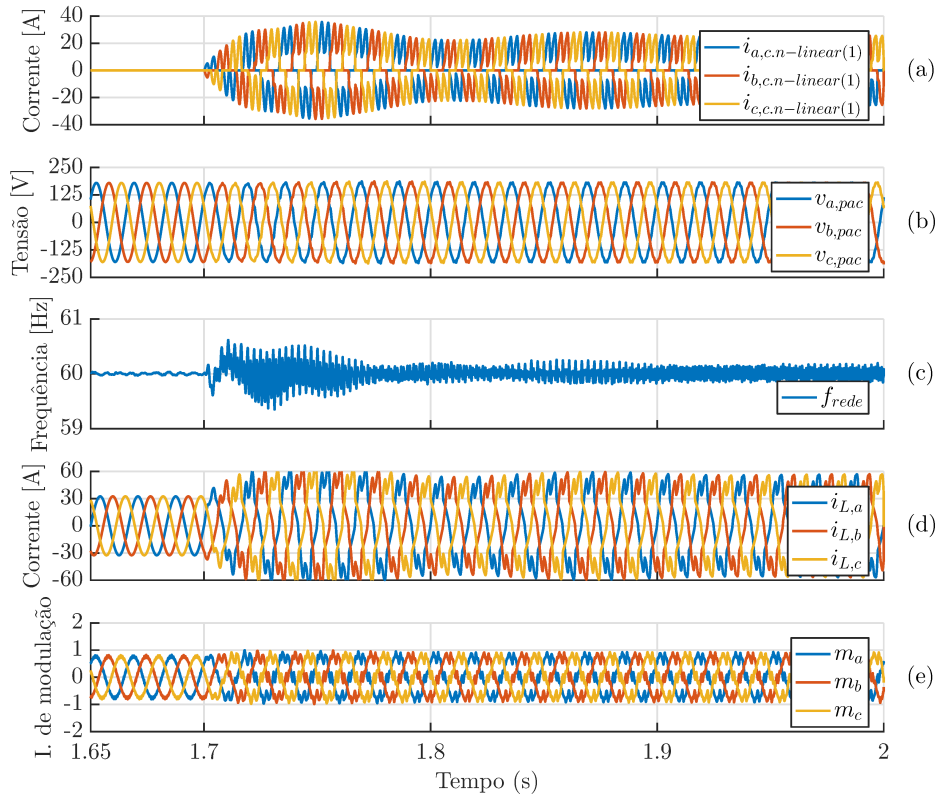 Corrente [A]
40
20
0
-20
-40
i_{a,c.n-linear(1)}
i_{b,c.n-linear(1)}
i_{c,c.n-linear(1)}
(a)
Tensão [V]
250
125
0
-125
-250
v_{a,pac}
v_{b,pac}
v_{c,pac}
(b)
Frequência [Hz]
61
60
59
f_{rede}
(c)
Corrente [A]
60
30
0
-30
-60
i_{L,a}
i_{L,b}
i_{L,c}
(d)
I. de modulação
2
1
0
-1
-2
m_a
m_b
m_c
(e)
1.65 1.7 1.8 1.9 2
Tempo (s)